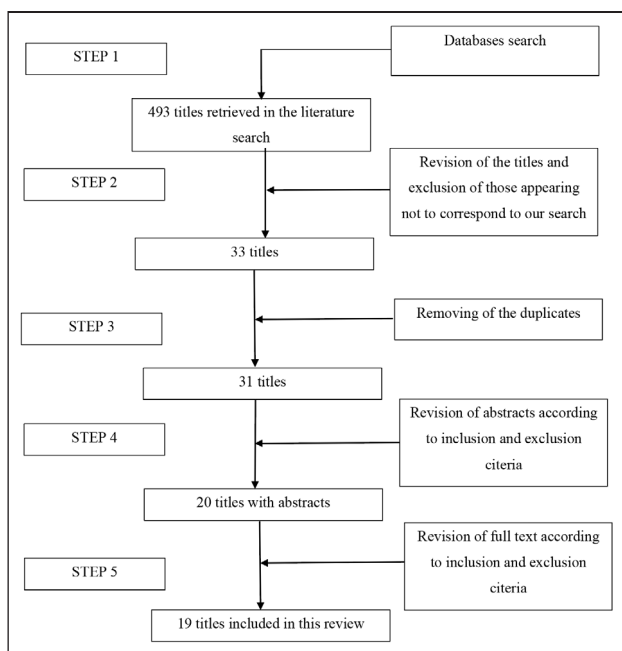 Databases search
STEP 1
493 titles retrieved in the literature
search
STEP 2
Revision of the titles and
exclusion of those appearing
not to correspond to our search
33 titles
STEP 3
Removing of the duplicates
31 titles
STEP 4
Revision of abstracts according
to inclusion and exclusion
citeria
20 titles with abstracts
STEP 5
Revision of full text according
to inclusion and exclusion
citeria
19 titles included in this review